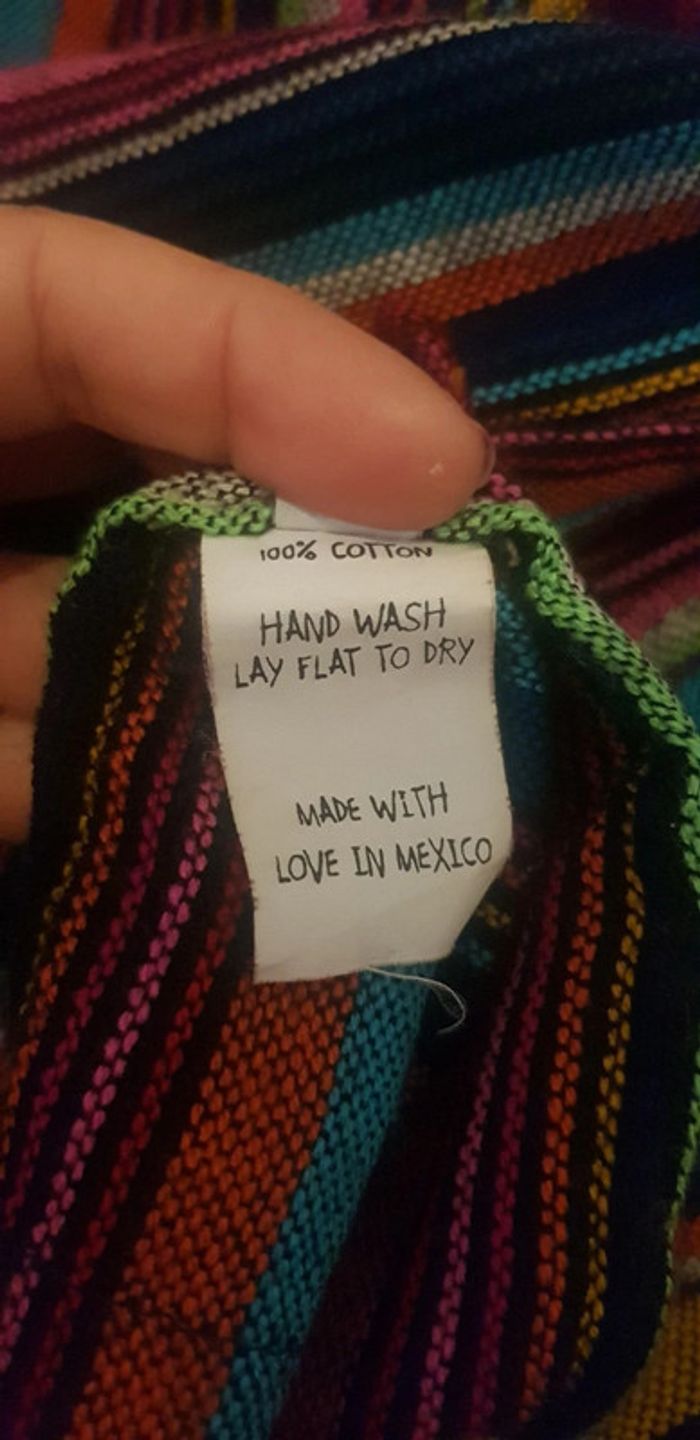 100% COTTON
HAND WASH
LAY FLAT TO DRY
MADE WITH
LOVE IN MEXICO